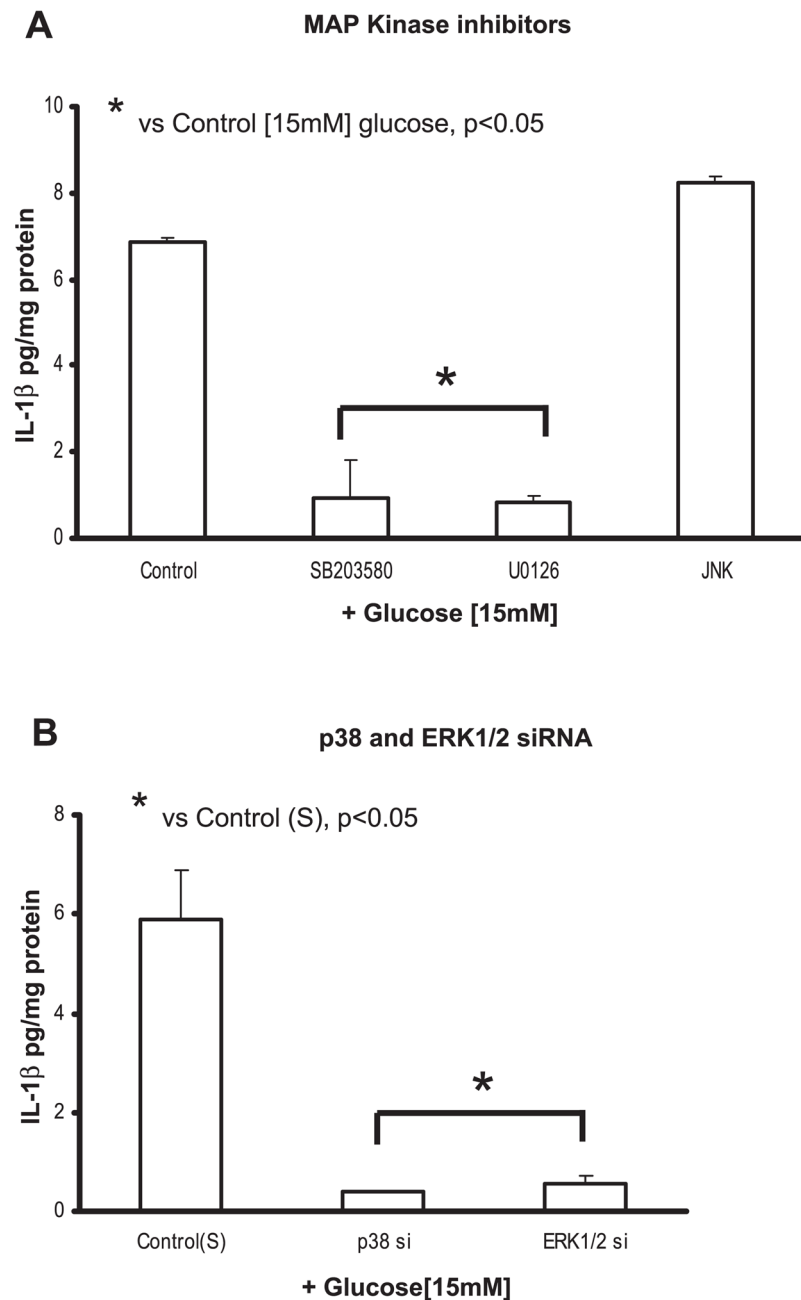 A
MAP Kinase inhibitors
* vs Control [15mM] glucose, p<0.05
IL-1β pg/mg protein
10
8
6
4
2
0
*
Control SB203580 U0126 JNK
+ Glucose [15mM]
B
p38 and ERK1/2 siRNA
* vs Control (S), p<0.05
IL-1β pg/mg protein
8
6
4
2
0
*
Control(S) p38 si ERK1/2 si
+ Glucose[15mM]